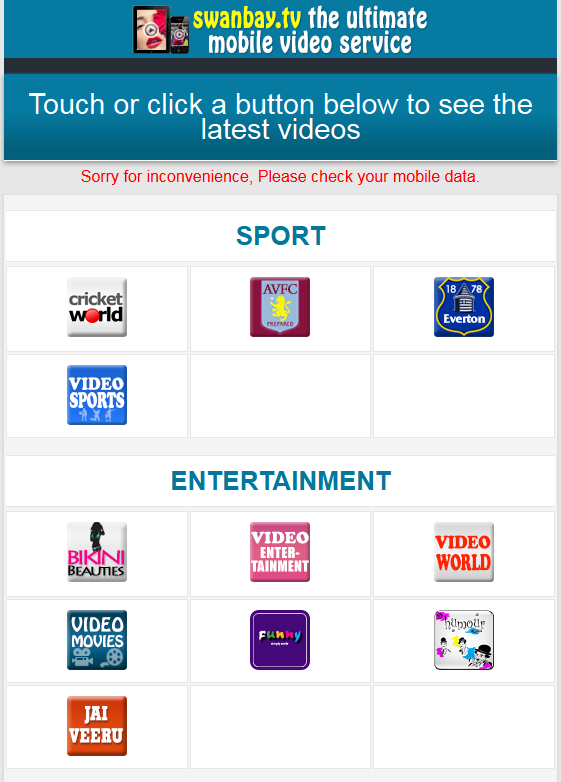 swanbay.tv the ultimate
mobile video service
Touch or click a button below to see the
latest videos
Sorry for inconvenience, Please check your mobile data.
SPORT
cricket
world
AVFC
PREPARED
18 78
Everton
VIDEO
SPORTS
ENTERTAINMENT
BIKINI
BEAUTIES
VIDEO
ENTER-
TAINMENT
VIDEO
WORLD
VIDEO
MOVIES
Funny
simply smile
humour
JAI
VEERU